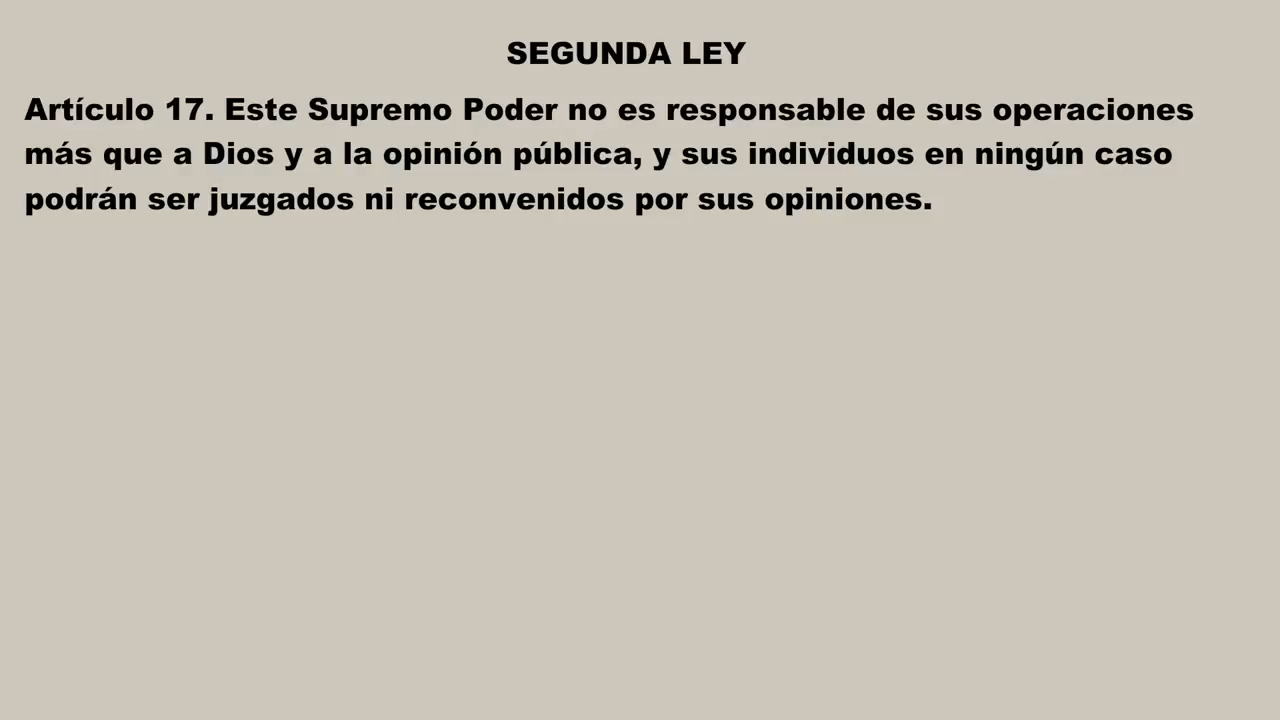 SEGUNDA LEY
Artículo 17. Este Supremo Poder no es responsable de sus operaciones
más que a Dios y a la opinión pública, y sus individuos en ningún caso
podrán ser juzgados ni reconvenidos por sus opiniones.